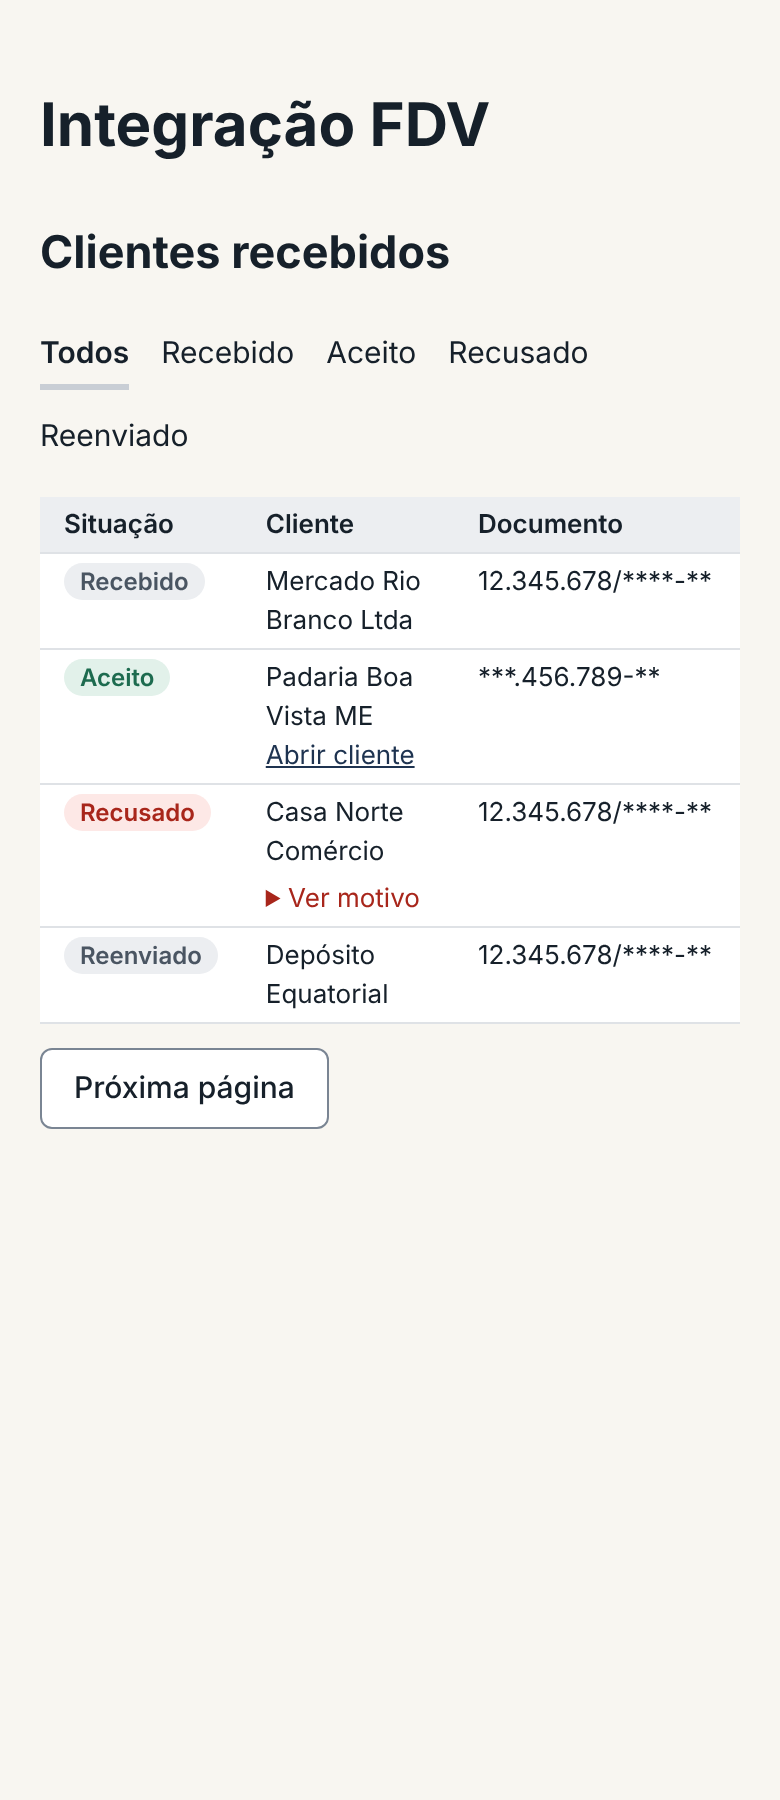 Integração FDV
Clientes recebidos
Todos Recebido Aceito Recusado
Reenviado
Situação Cliente Documento
Recebido Mercado Rio 12.345.678/****-**
Branco Ltda
Aceito Padaria Boa ***.456.789-**
Vista ME
Abrir cliente
Recusado Casa Norte 12.345.678/****-**
Comércio
Ver motivo
Reenviado Depósito 12.345.678/****-**
Equatorial
Próxima página